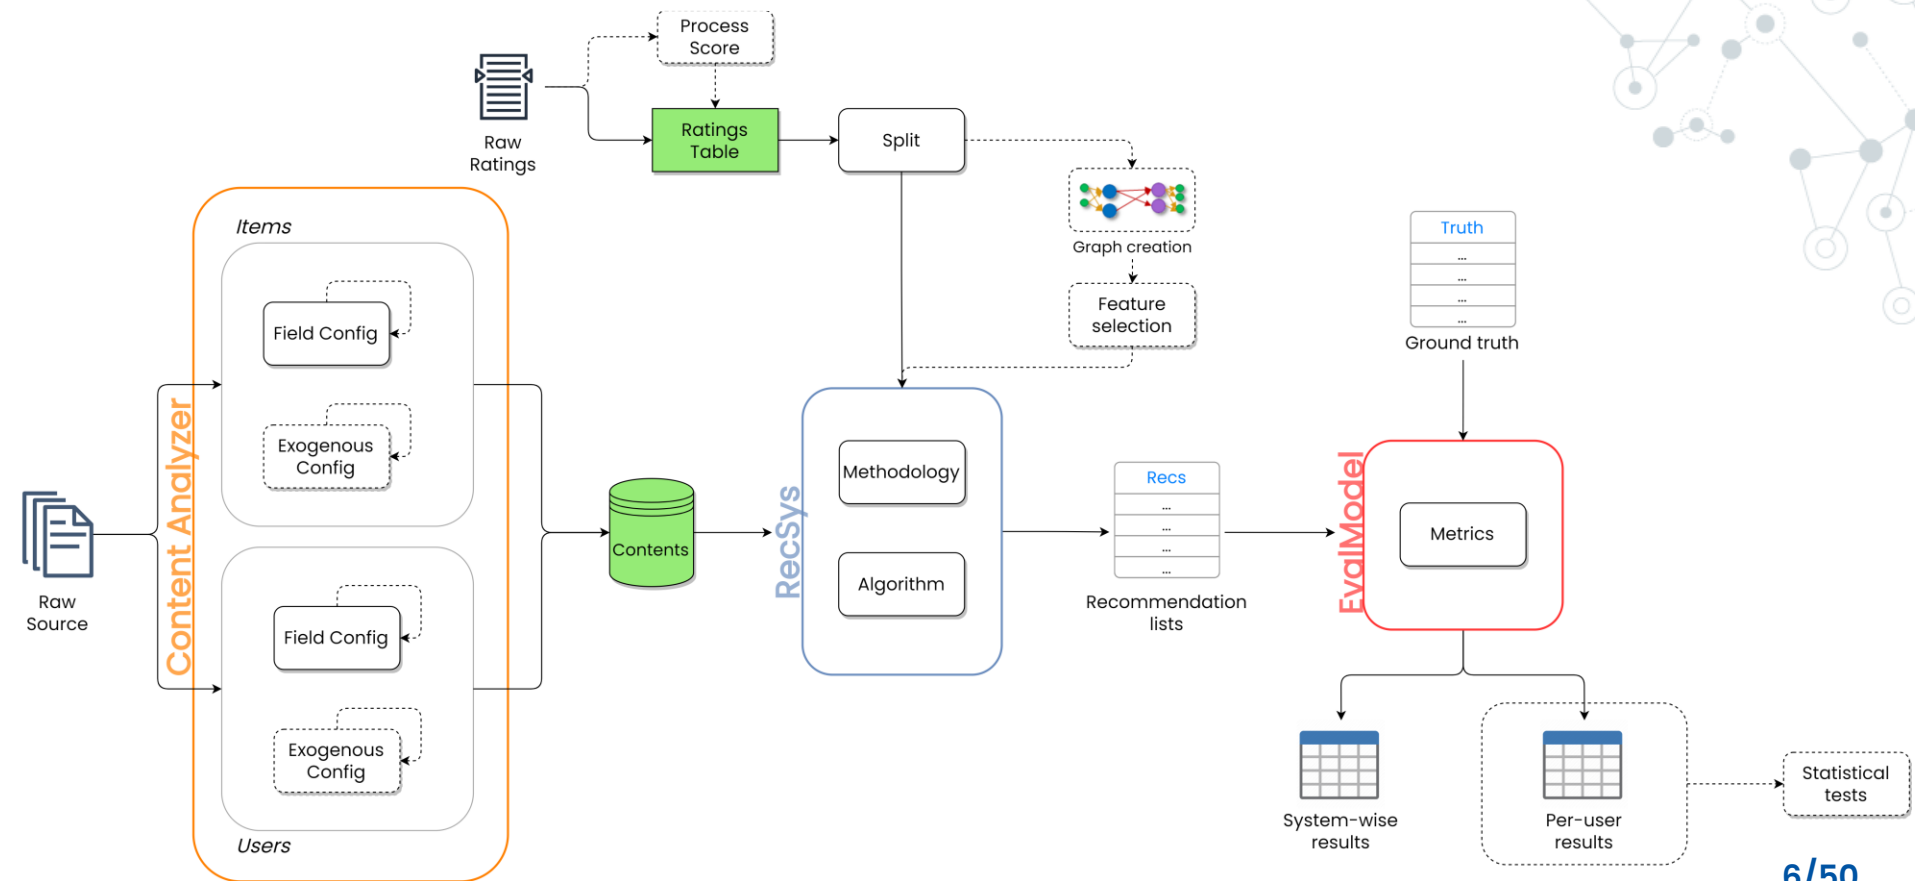 Process
Score
Raw
Ratings
Ratings
Table
Split
Graph creation
Feature
selection
Items
Field Config
Exogenous
Config
Content Analyzer
Field Config
Exogenous
Config
Users
Raw
Source
Contents
RecSys
Methodology
Algorithm
Recs
...
...
...
...
Recommendation
lists
Truth
...
...
...
...
Ground truth
EvalModel
Metrics
System-wise
results
Per-user
results
Statistical
tests
6/50